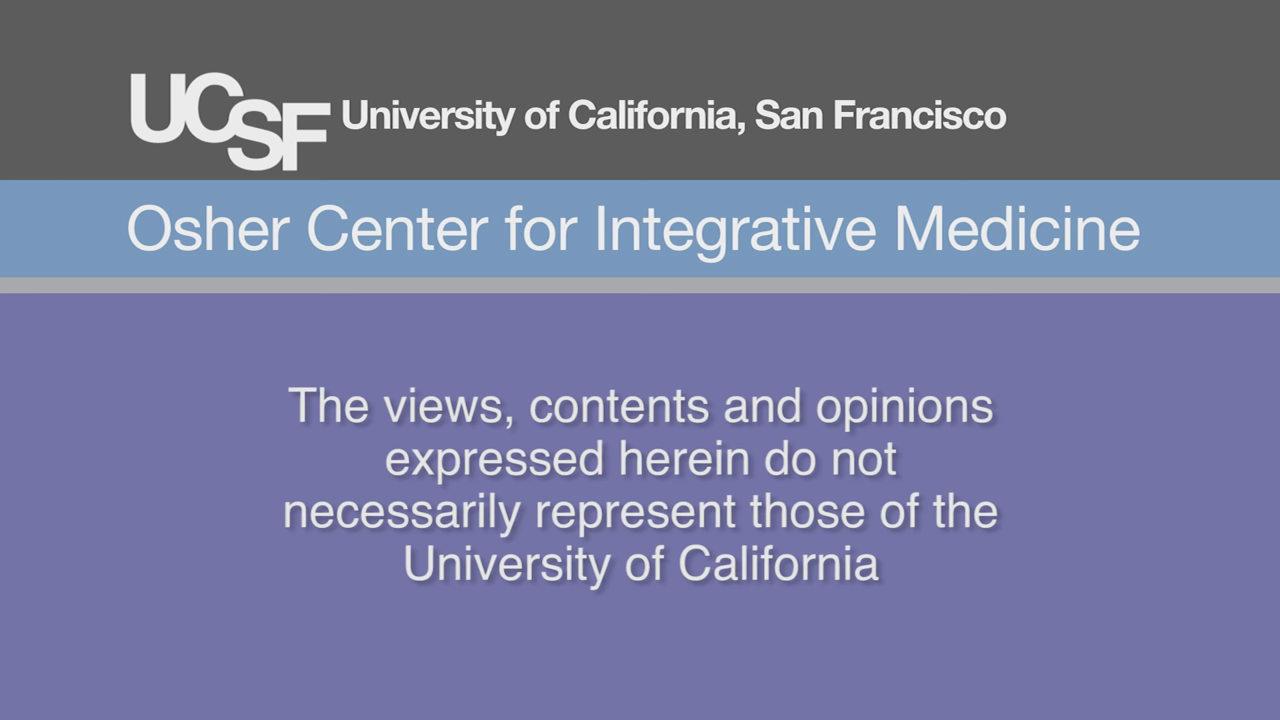 UCSF University of California, San Francisco
Osher Center for Integrative Medicine
The views, contents and opinions
expressed herein do not
necessarily represent those of the
University of California